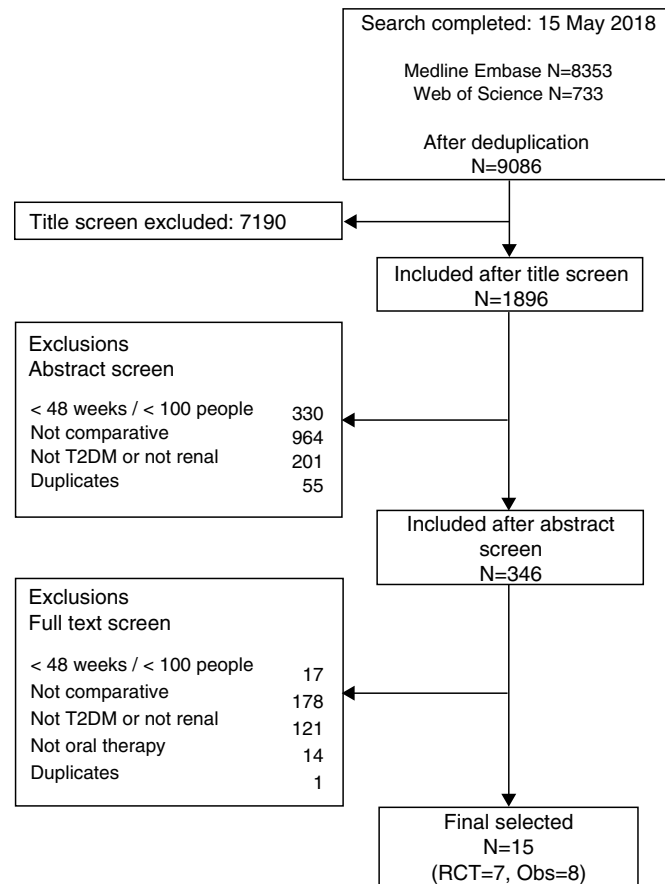 Search completed: 15 May 2018
Medline Embase N=8353
Web of Science N=733
After deduplication
N=9086
Title screen excluded: 7190
Included after title screen
N=1896
Exclusions
Abstract screen
< 48 weeks / < 100 people 330
Not comparative 964
Not T2DM or not renal 201
Duplicates 55
Included after abstract
screen
N=346
Exclusions
Full text screen
< 48 weeks / < 100 people 17
Not comparative 178
Not T2DM or not renal 121
Not oral therapy 14
Duplicates 1
Final selected
N=15
(RCT=7, Obs=8)